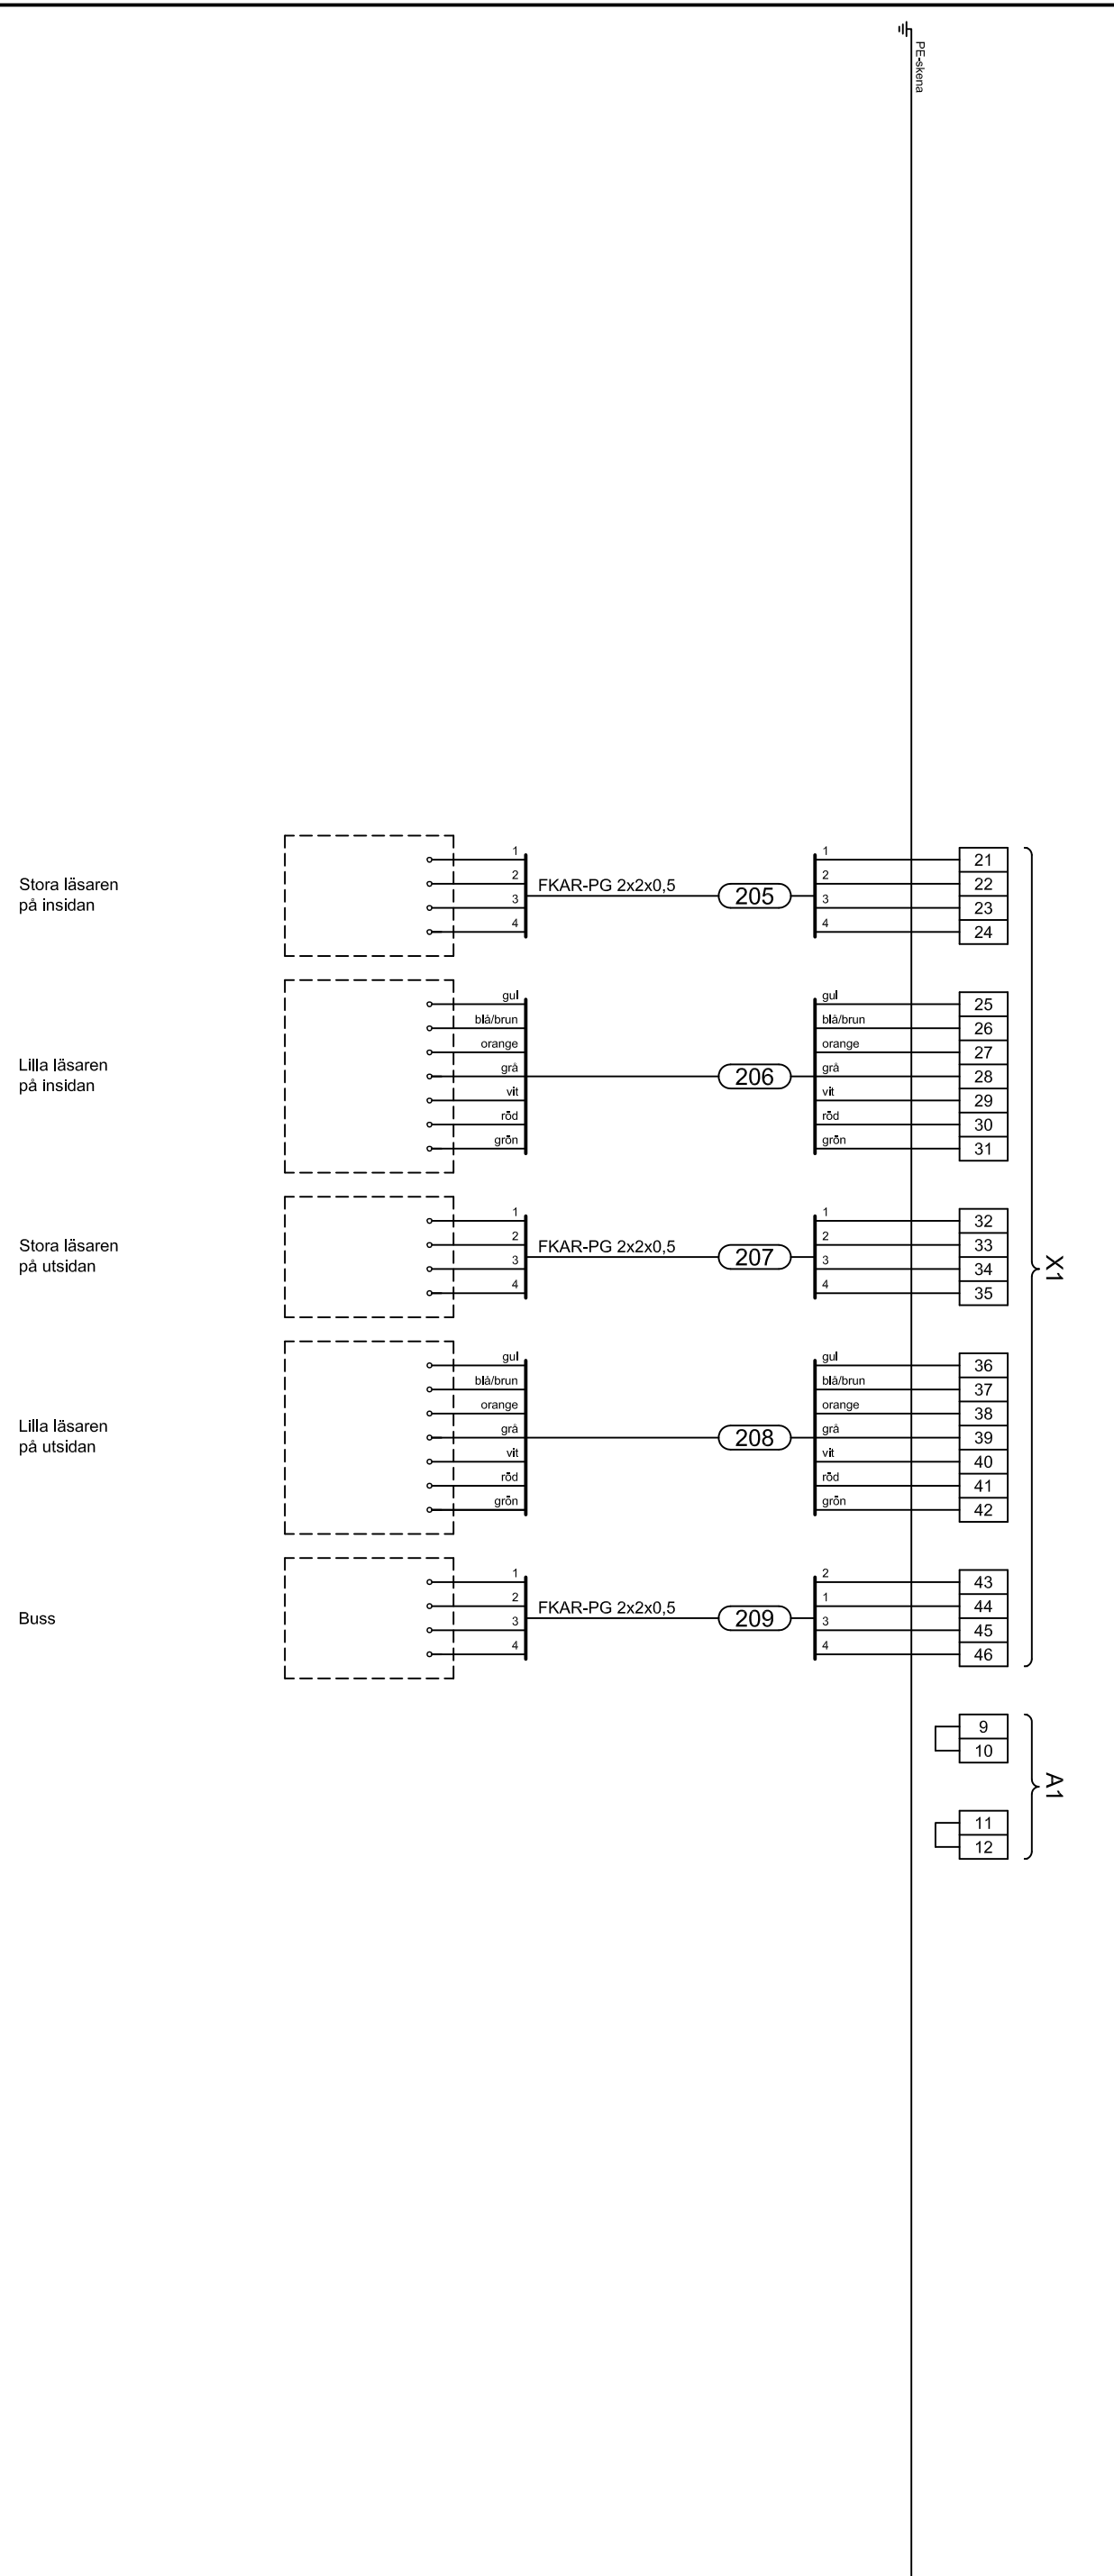 PE-skena
Stora läsaren
på insidan
1
2
3
4
FKAR-PG 2x2x0,5
205
1
2
3
4
21
22
23
24
Lilla läsaren
på insidan
gul
blå/brun
orange
grå
vit
röd
grön
206
gul
blå/brun
orange
grå
vit
röd
grön
25
26
27
28
29
30
31
Stora läsaren
på utsidan
1
2
3
4
FKAR-PG 2x2x0,5
207
1
2
3
4
32
33
34
35
X1
Lilla läsaren
på utsidan
gul
blå/brun
orange
grå
vit
röd
grön
208
gul
blå/brun
orange
grå
vit
röd
grön
36
37
38
39
40
41
42
Buss
1
2
3
4
FKAR-PG 2x2x0,5
209
2
1
3
4
43
44
45
46
9
10
11
12
A1